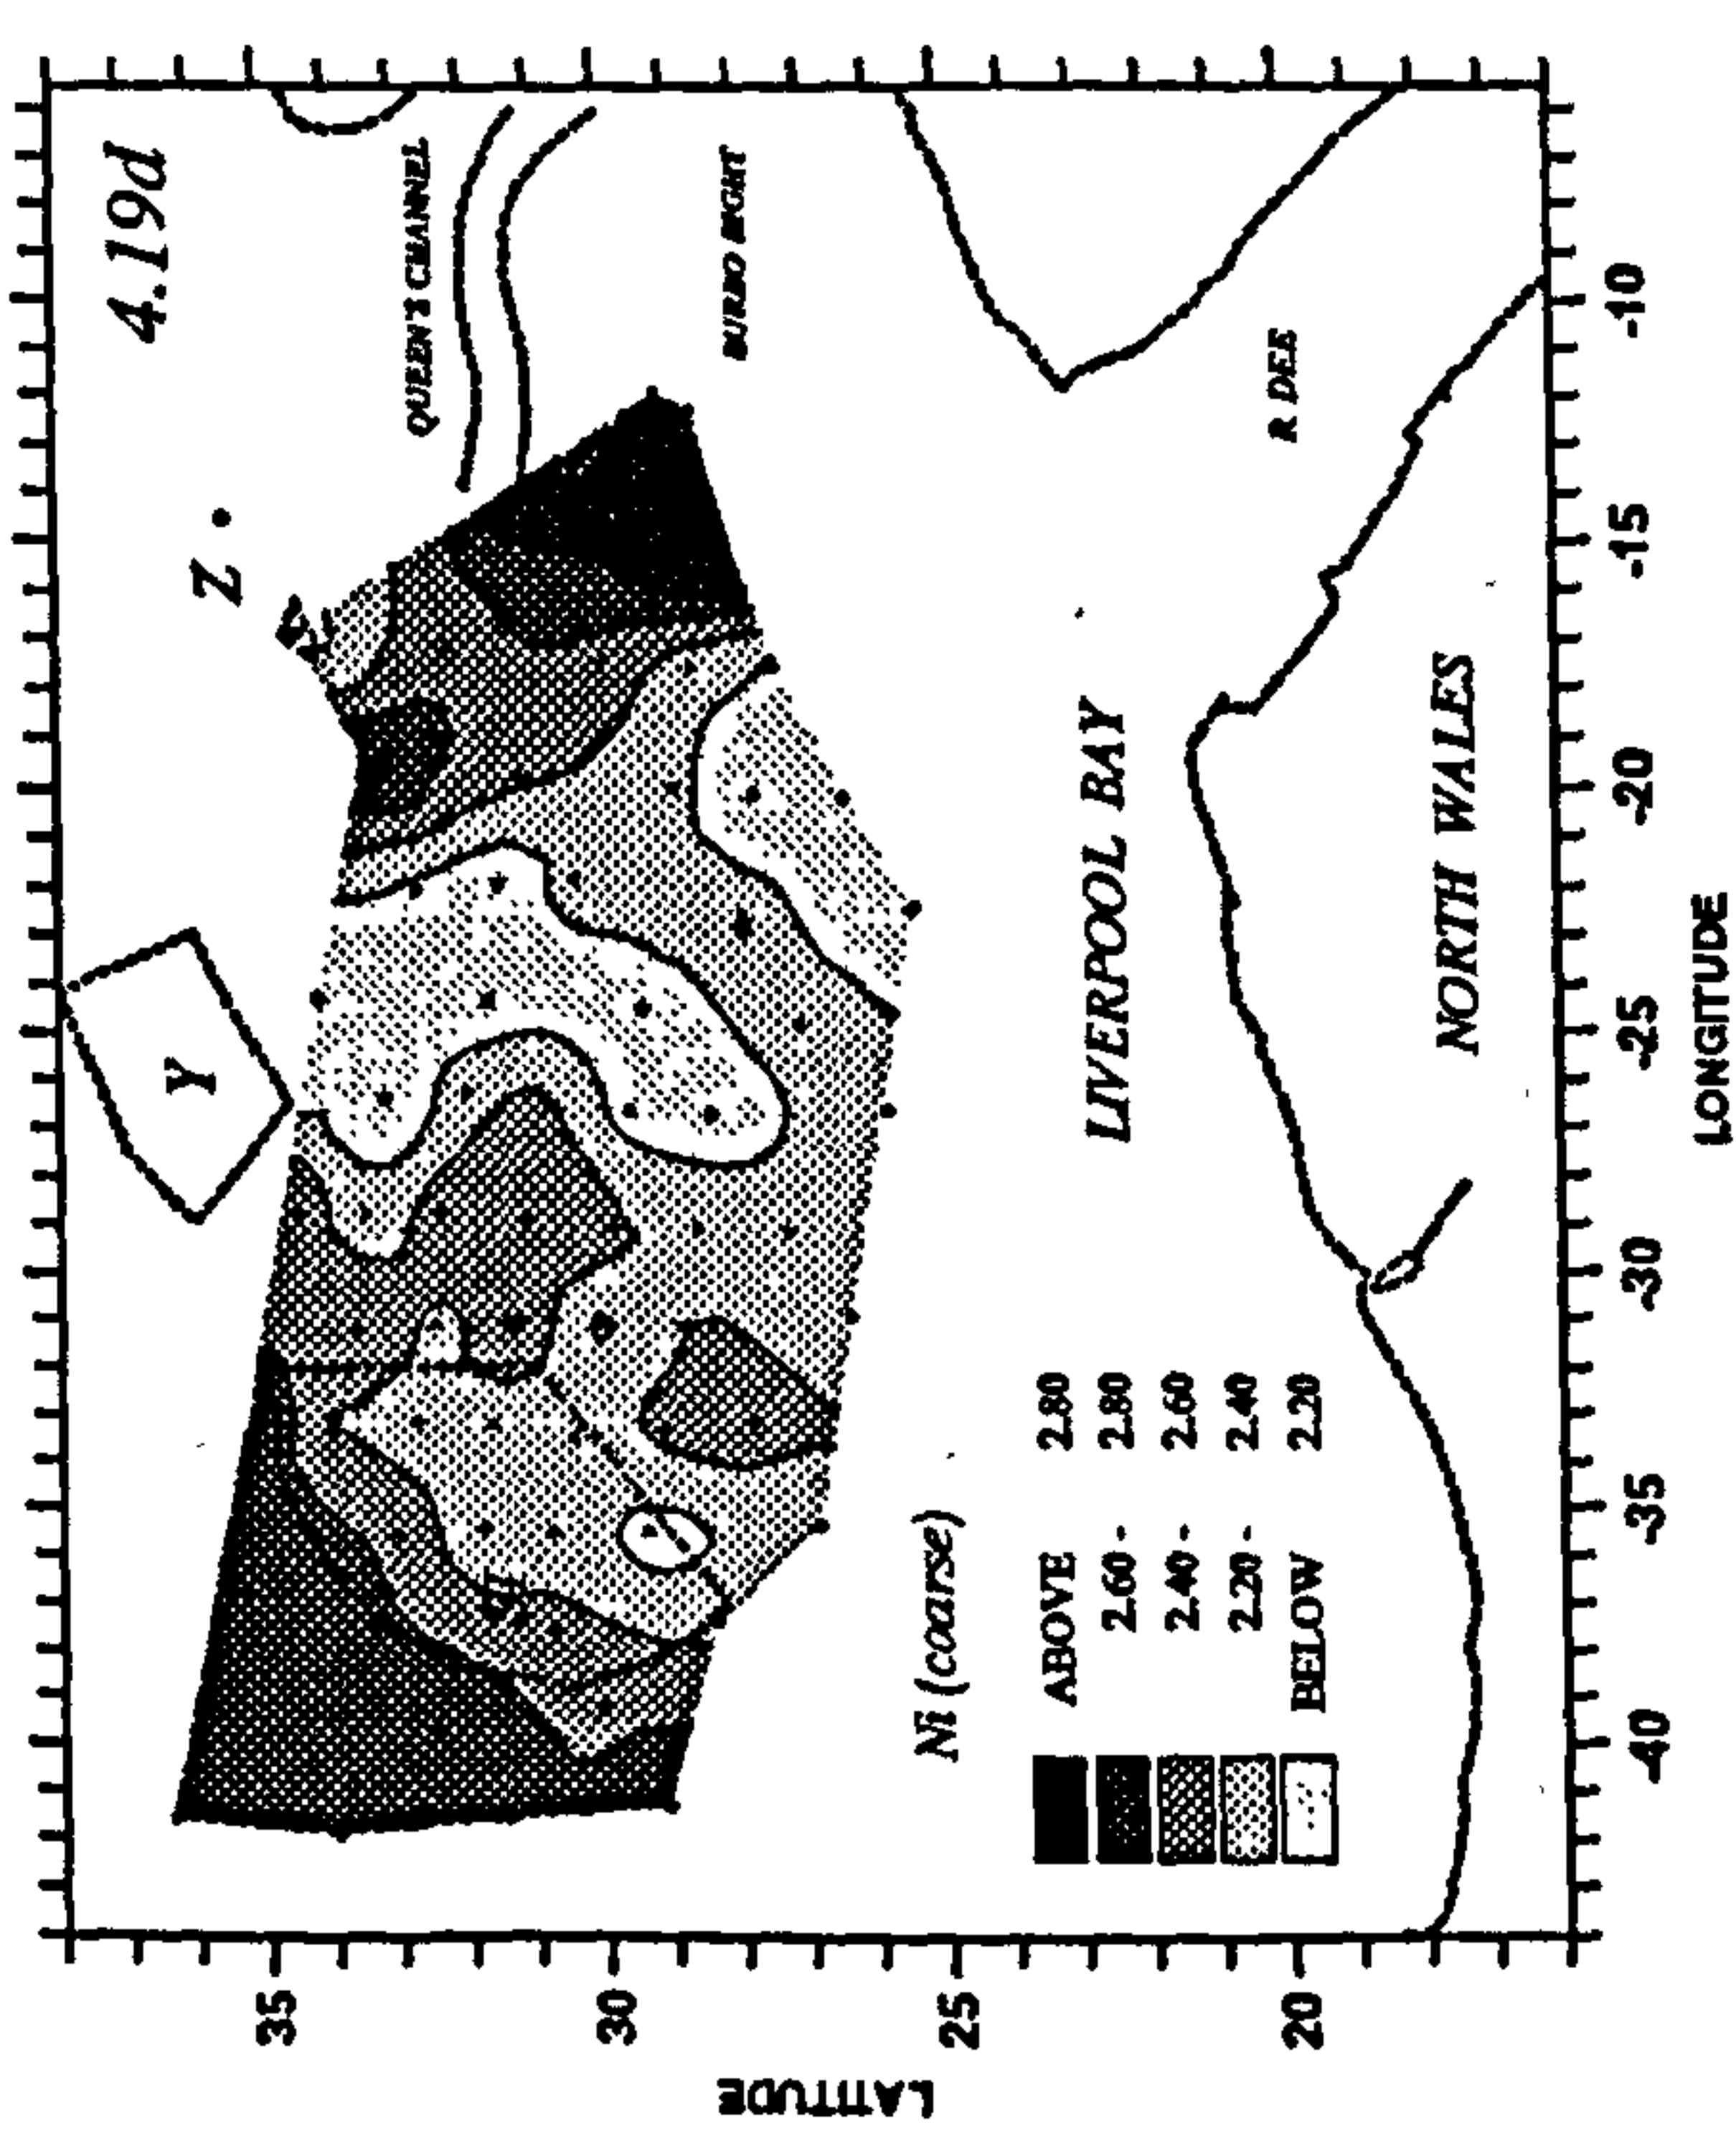 4.19d
Z
Y
QUEEN'S CHANNEL
BURBO BIGHT
R DEE
LIVERPOOL BAY
NORTH WALES
Ni (coarse)
ABOVE 2.80
2.60 - 2.80
2.40 - 2.60
2.20 - 2.40
BELOW 2.20
LATITUDE
35
30
25
20
-40
-35
-30
-25
-20
-15
-10
LONGITUDE